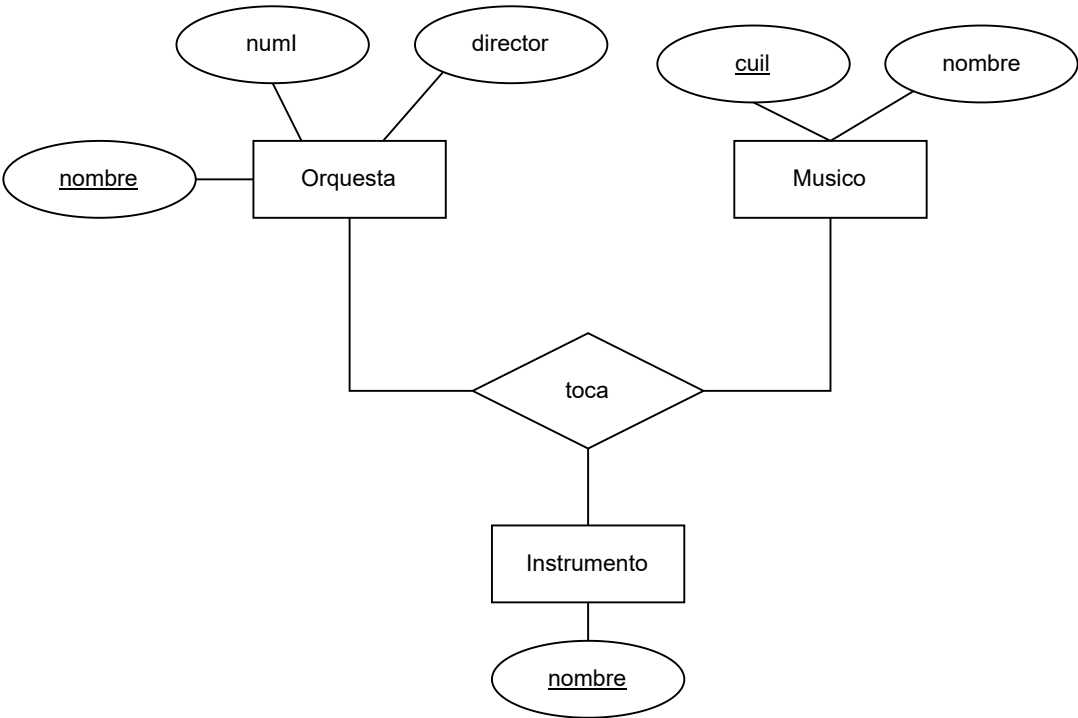 numI
director
cuil
nombre
nombre
Orquesta
Musico
toca
Instrumento
nombre